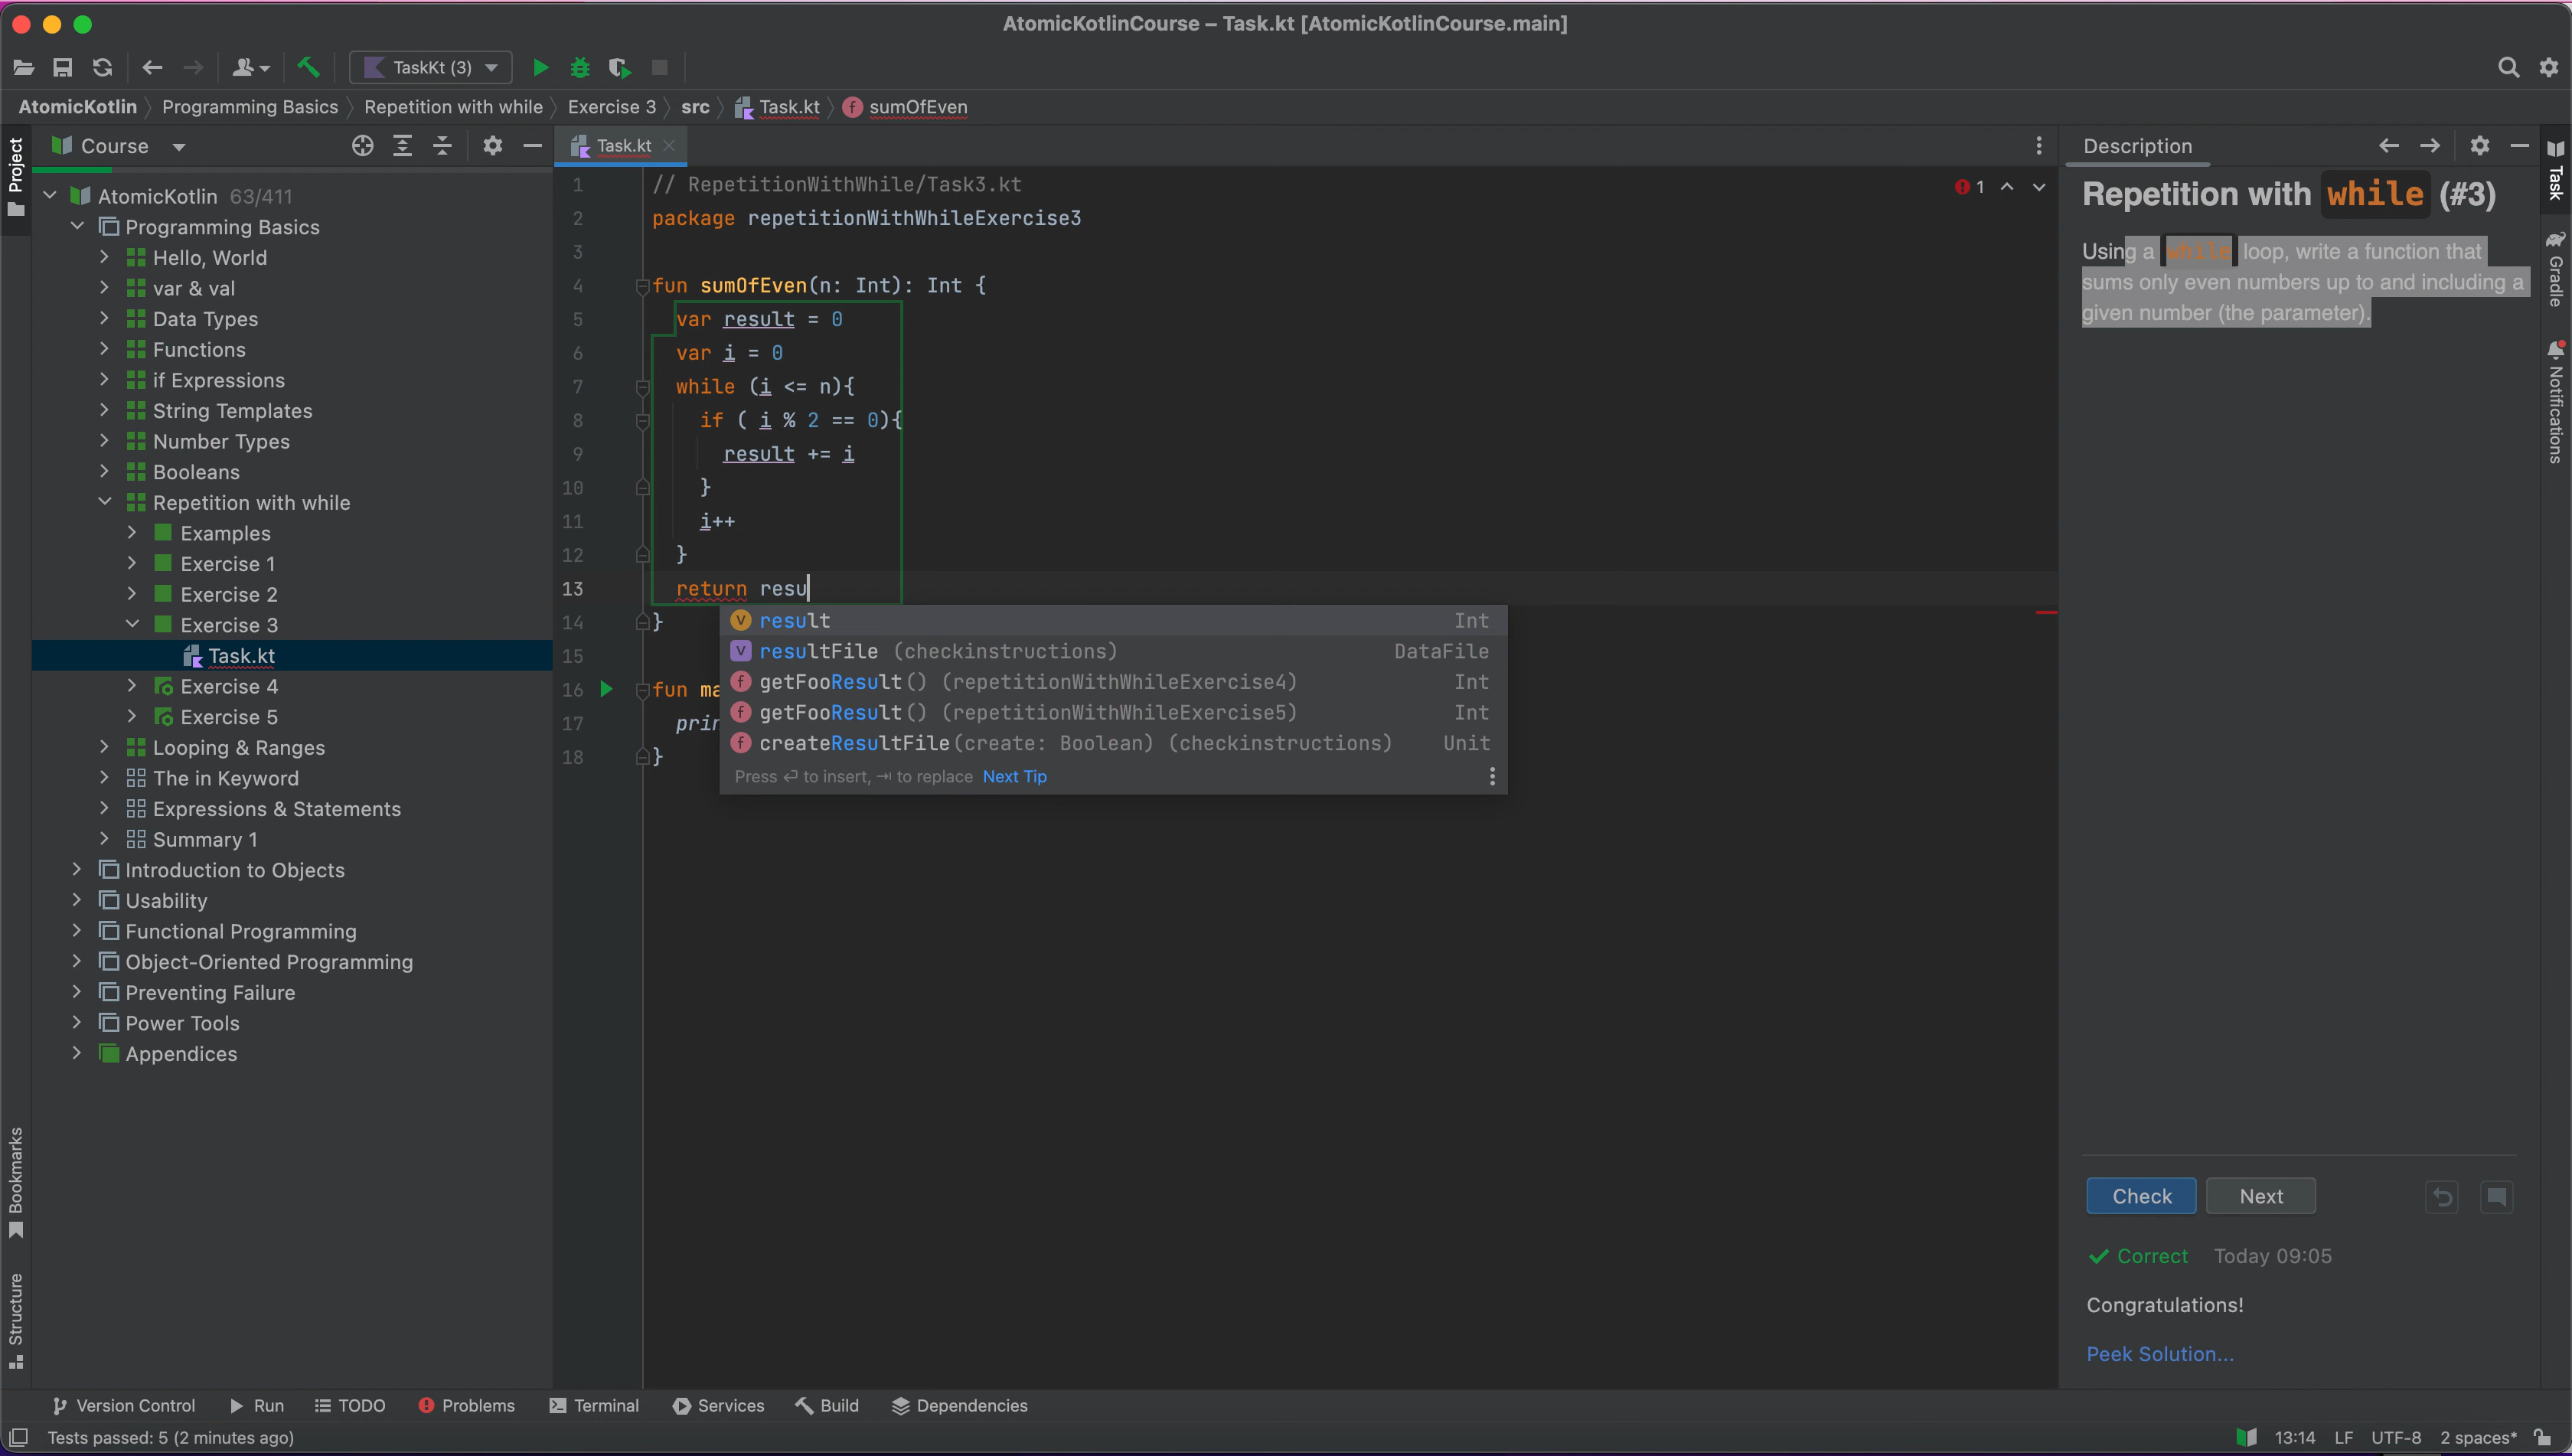 AtomicKotlinCourse – Task.kt [AtomicKotlinCourse.main]
TaskKt (3)
AtomicKotlin Programming Basics Repetition with while Exercise 3 src Task.kt sumOfEven
Project
Course
AtomicKotlin 63/411
Programming Basics
Hello, World
var & val
Data Types
Functions
if Expressions
String Templates
Number Types
Booleans
Repetition with while
Examples
Exercise 1
Exercise 2
Exercise 3
Task.kt
Exercise 4
Exercise 5
Looping & Ranges
The in Keyword
Expressions & Statements
Summary 1
Introduction to Objects
Usability
Functional Programming
Object-Oriented Programming
Preventing Failure
Power Tools
Appendices
Bookmarks
Structure
Task.kt
1
1 // RepetitionWithWhile/Task3.kt
2 package repetitionWithWhileExercise3
3
4 fun sumOfEven(n: Int): Int {
5 var result = 0
6 var i = 0
7 while (i <= n){
8 if ( i % 2 == 0){
9 result += i
10 }
11 i++
12 }
13 return resu
14 }
15
16 fun ma
17 prin
18 }
result Int
resultFile (checkinstructions) DataFile
getFooResult() (repetitionWithWhileExercise4) Int
getFooResult() (repetitionWithWhileExercise5) Int
createResultFile(create: Boolean) (checkinstructions) Unit
Press ⏎ to insert, ⇥ to replace Next Tip
Description
Repetition with while (#3)
Using a while loop, write a function that
sums only even numbers up to and including a
given number (the parameter).
Check Next
Correct Today 09:05
Congratulations!
Peek Solution...
Task
Gradle
Notifications
Version Control Run TODO Problems Terminal Services Build Dependencies
Tests passed: 5 (2 minutes ago)
13:14 LF UTF-8 2 spaces*